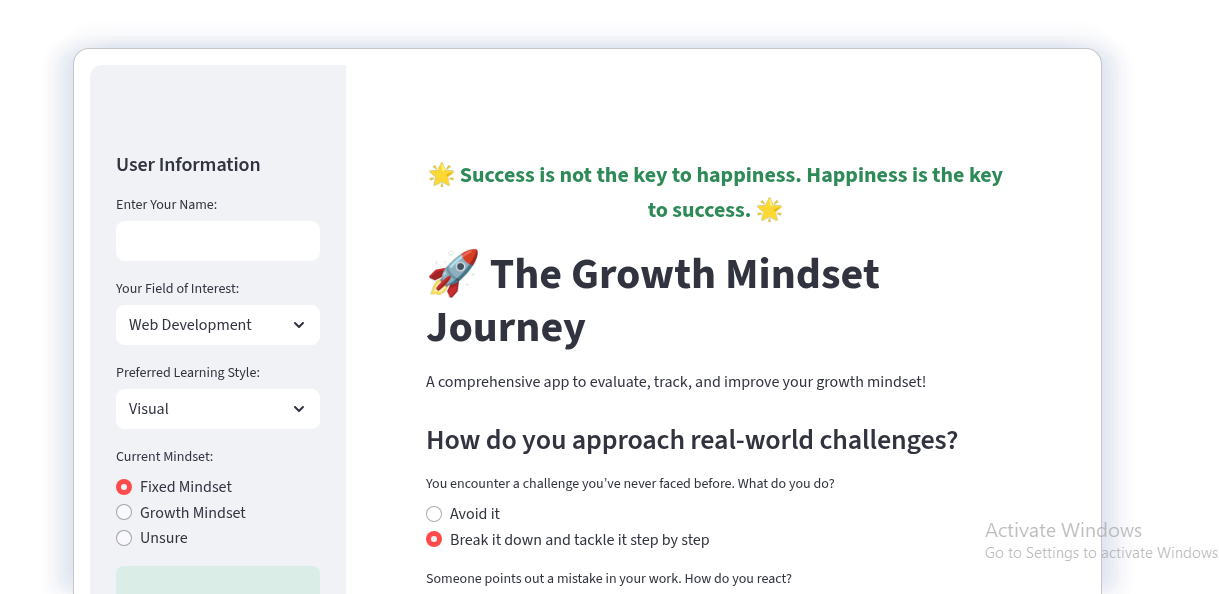 User Information
Enter Your Name:
Your Field of Interest:
Web Development
Preferred Learning Style:
Visual
Current Mindset:
Fixed Mindset
Growth Mindset
Unsure
🌟 Success is not the key to happiness. Happiness is the key
to success. 🌟
🚀 The Growth Mindset
Journey
A comprehensive app to evaluate, track, and improve your growth mindset!
How do you approach real-world challenges?
You encounter a challenge you’ve never faced before. What do you do?
Avoid it
Break it down and tackle it step by step
Someone points out a mistake in your work. How do you react?
Activate Windows
Go to Settings to activate Windows